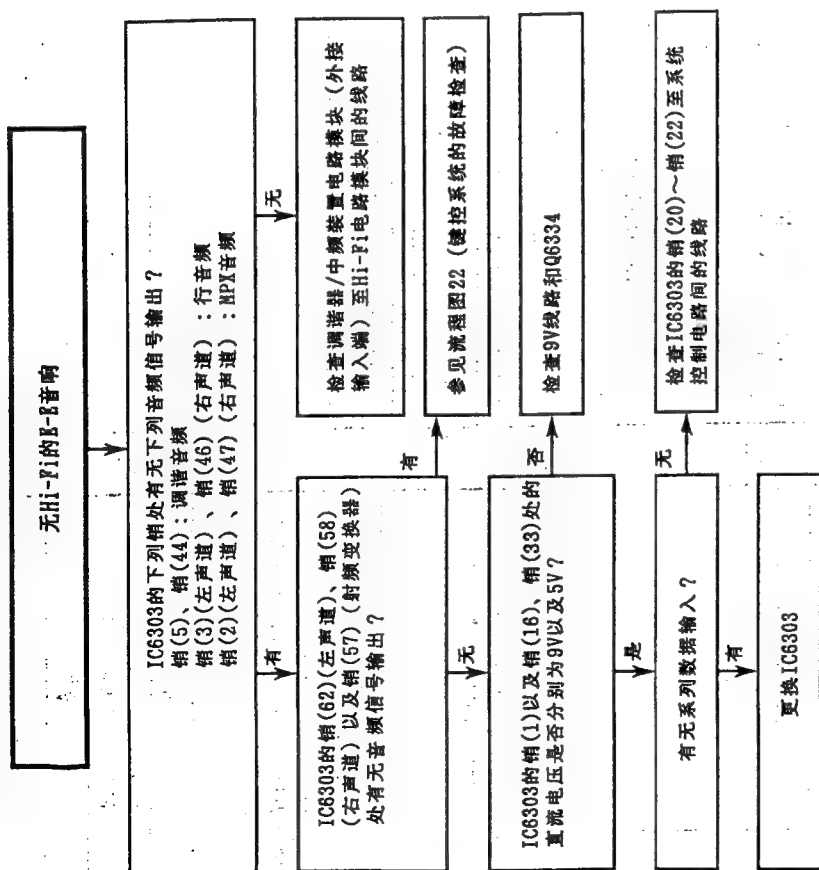 无Hi-Fi的E-E音响
IC6303的下列销处有无下列音频信号输出？
销(5)、销(44)：调谐音频
销(3)(左声道)、销(46)(右声道)：行音频
销(2)(左声道)、销(47)(右声道)：MPX音频
无
检查调谐器/中频装置电路模块（外接
输入端）至Hi-Fi电路模块间的线路
有
IC6303的销(62)(左声道)、销(58)
(右声道)以及销(57)(射频变换器)
处有无音频信号输出？
有
参见流程图22（键控系统的故障检查）
无
IC6303的销(1)以及销(16)、销(33)处的
直流电压是否分别为9V以及5V？
否
检查9V线路和Q6334
是
有无系列数据输入？
无
检查IC6303的销(20)～销(22)至系统
控制电路间的线路
有
更换IC6303